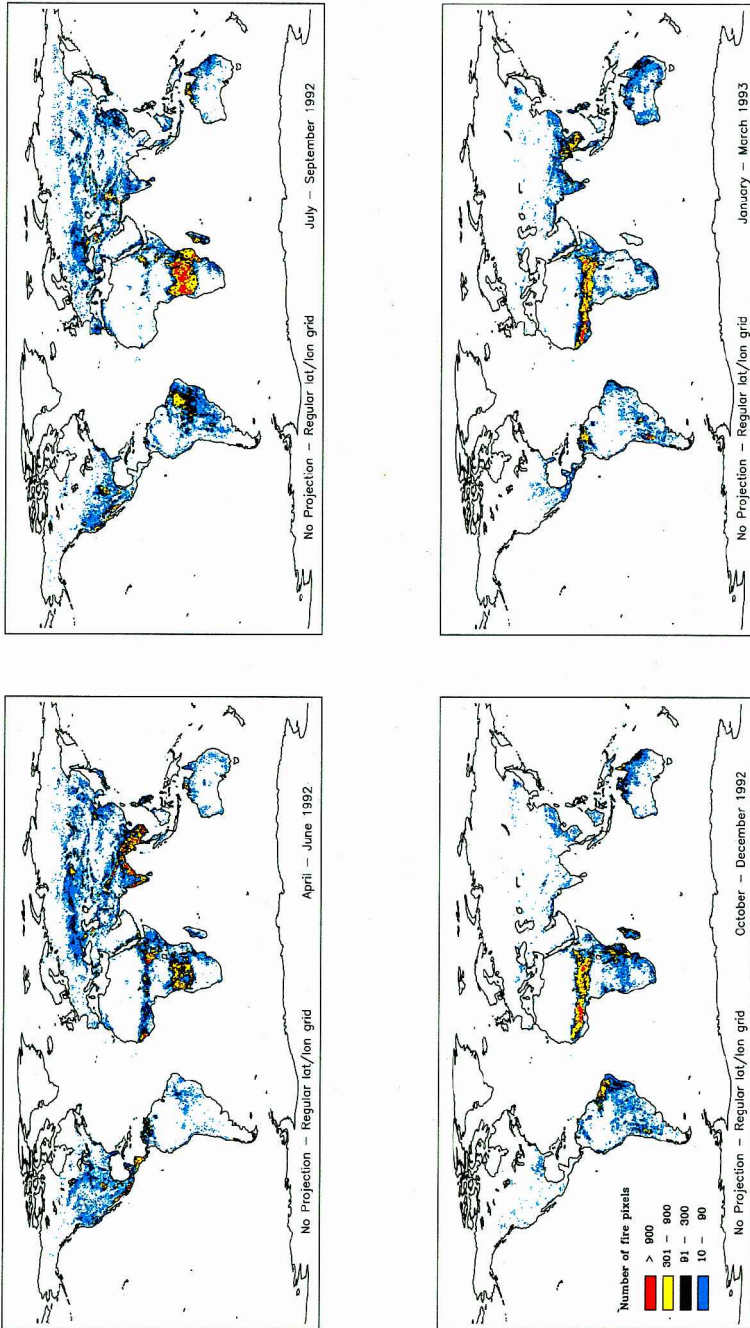 No Projection – Regular lat/lon grid
April – June 1992
No Projection – Regular lat/lon grid
July – September 1992
Number of fire pixels
> 900
301 – 900
91 – 300
10 – 90
No Projection – Regular lat/lon grid
October – December 1992
No Projection – Regular lat/lon grid
January – March 1993